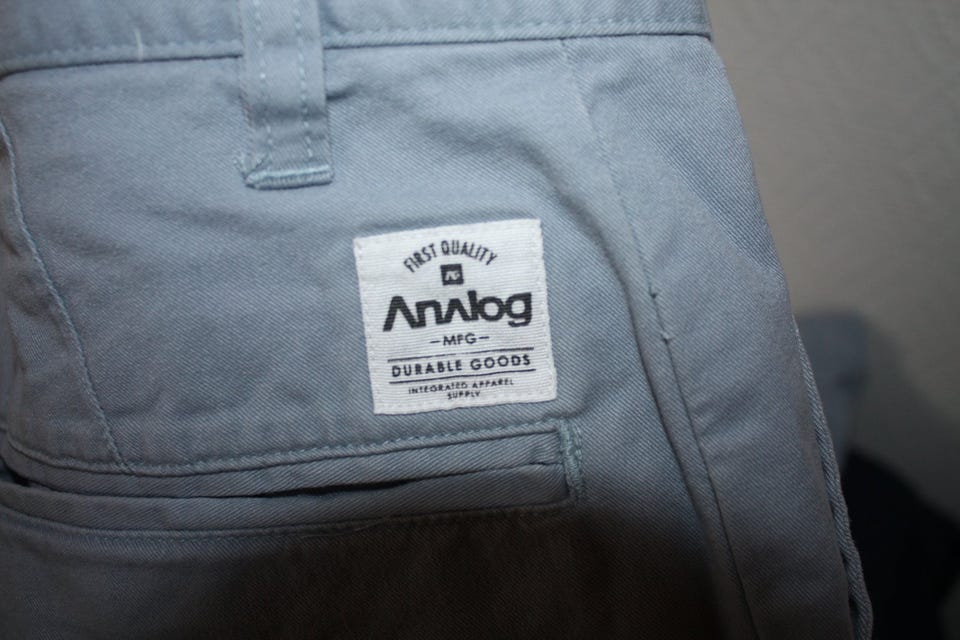 FIRST QUALITY
Analog
-MFG-
DURABLE GOODS
INTEGRATED APPAREL
SUPPLY